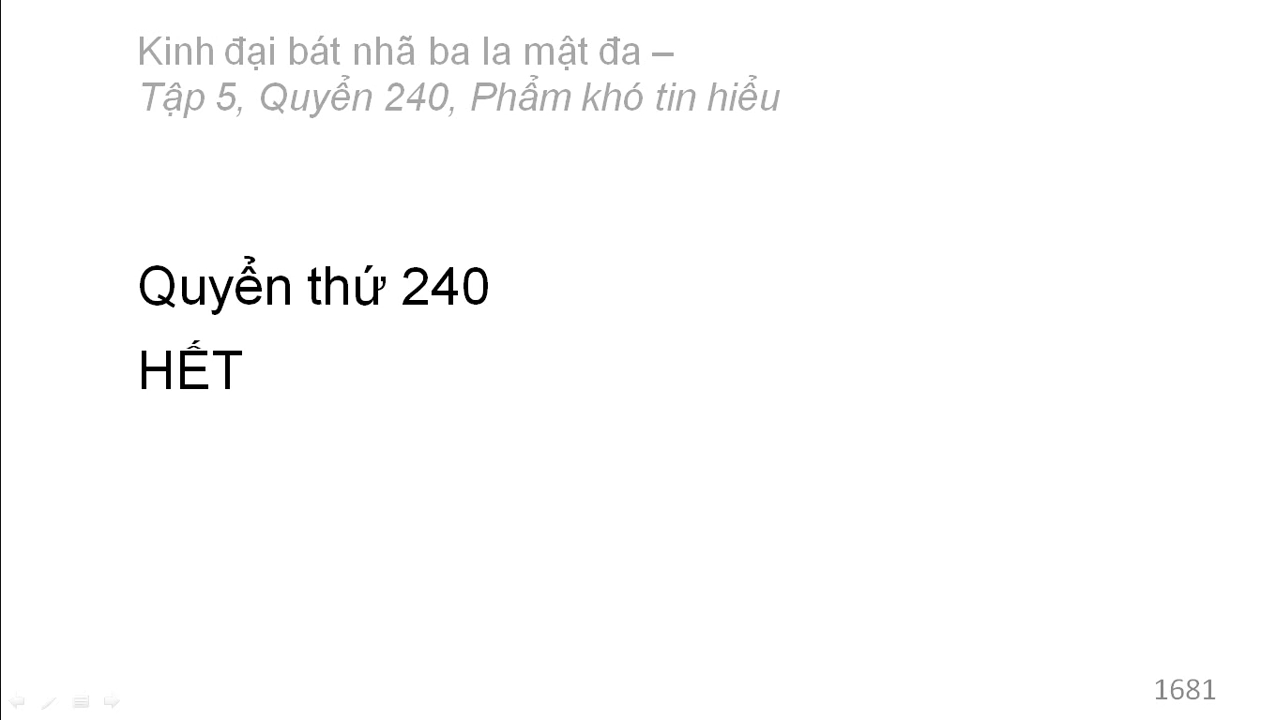 Kinh đại bát nhã ba la mật đa –
Tập 5, Quyển 240, Phẩm khó tin hiểu
Quyển thứ 240
HẾT
1681